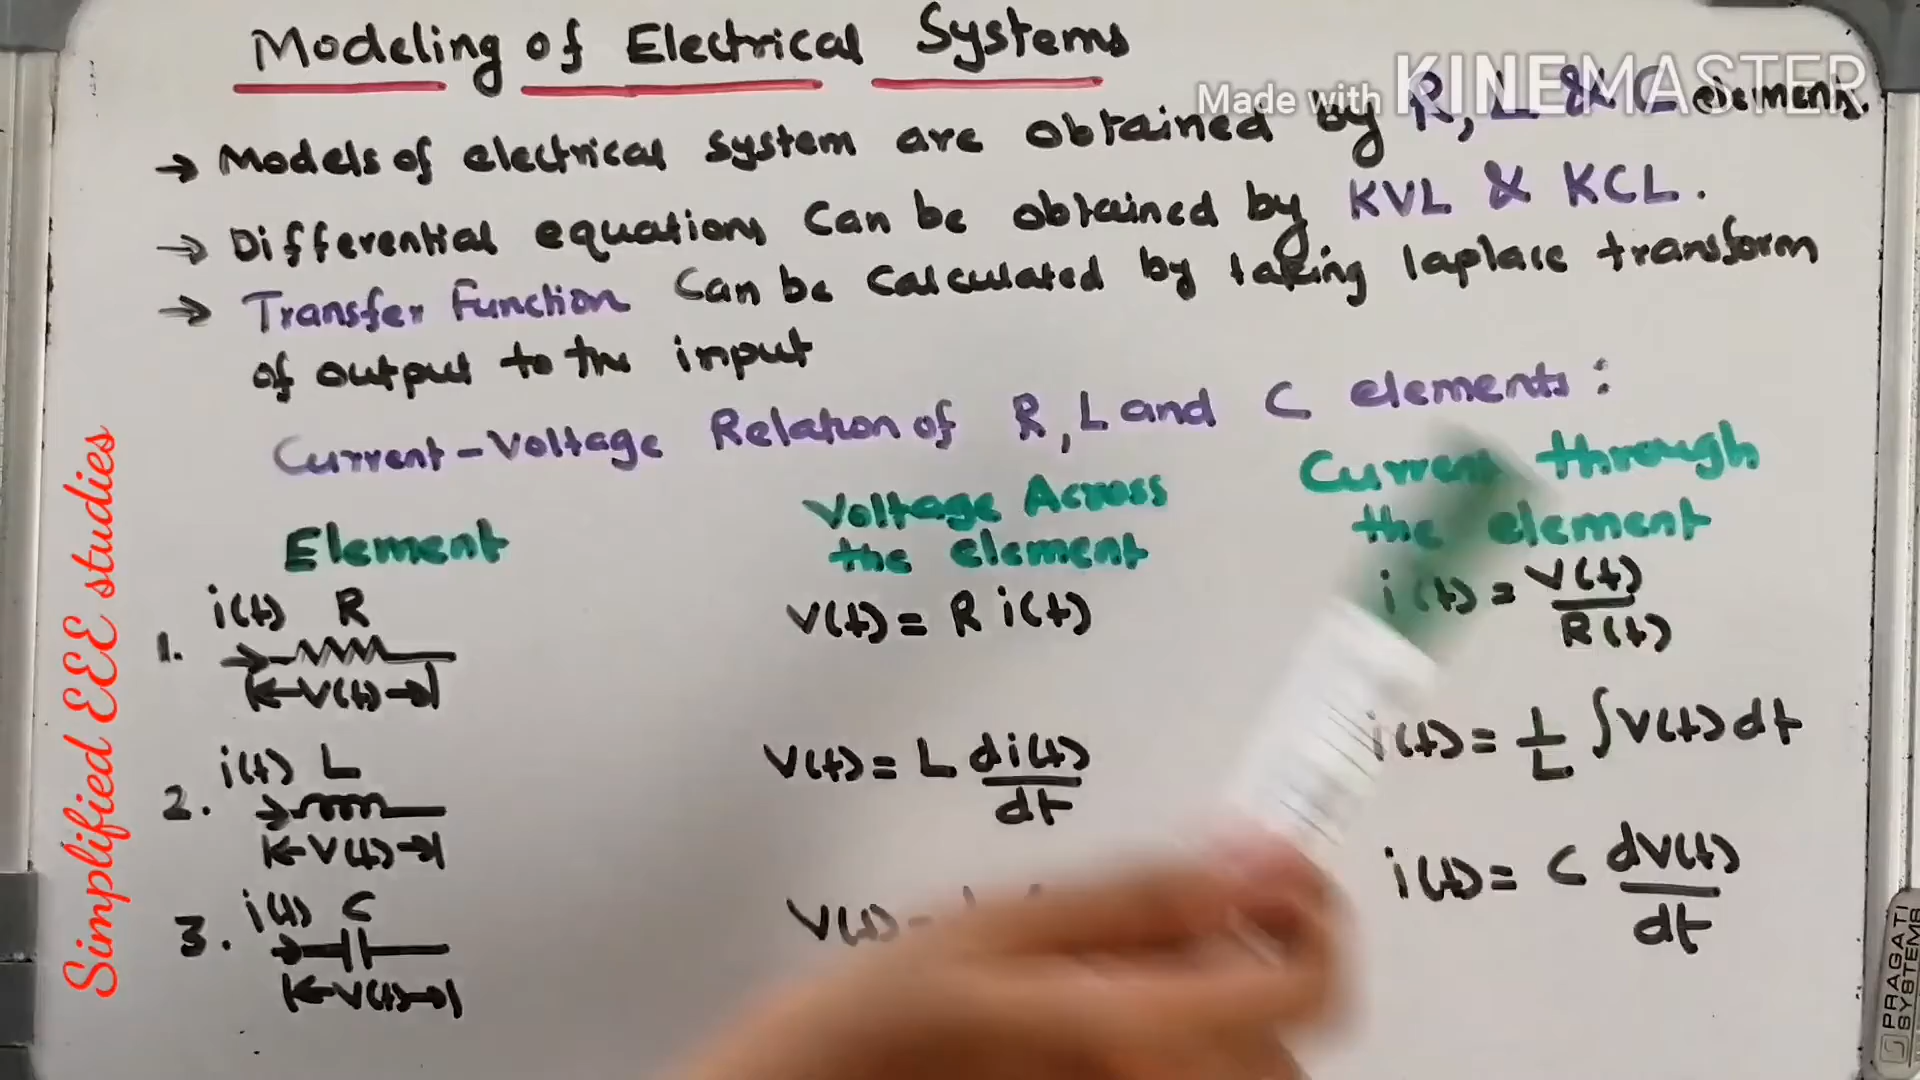 Modeling of Electrical Systems
Made with KINEMASTER
→ Models of electrical system are obtained by R, L & C elements.
→ Differential equations can be obtained by KVL & KCL.
→ Transfer Function can be calculated by taking laplace transform
of output to the input
Current-Voltage Relation of R, L and C elements:
Element
Voltage Across
the element
Current through
the element
1. i(t) R
V(t)
V(t) = R i(t)
i(t) = V(t)/R(t)
2. i(t) L
V(t)
V(t) = L di(t)/dt
i(t) = 1/L ∫V(t) dt
3. i(t) C
V(t)
V(t) =
i(t) = C dV(t)/dt
Simplified EEE studies
PRAGATI
SYSTEMS